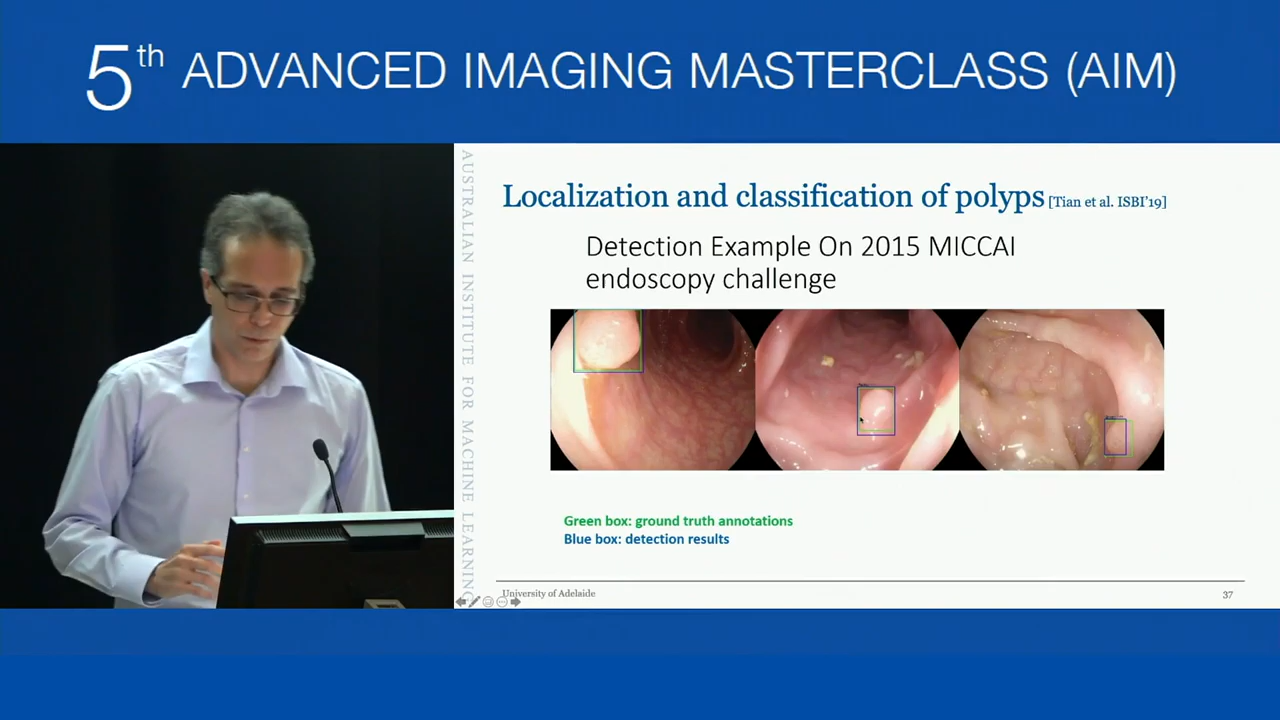 5th ADVANCED IMAGING MASTERCLASS (AIM)
AUSTRALIAN INSTITUTE FOR MACHINE LEARNING
Localization and classification of polyps [Tian et al. ISBI'19]
Detection Example On 2015 MICCAI
endoscopy challenge
Green box: ground truth annotations
Blue box: detection results
University of Adelaide
37